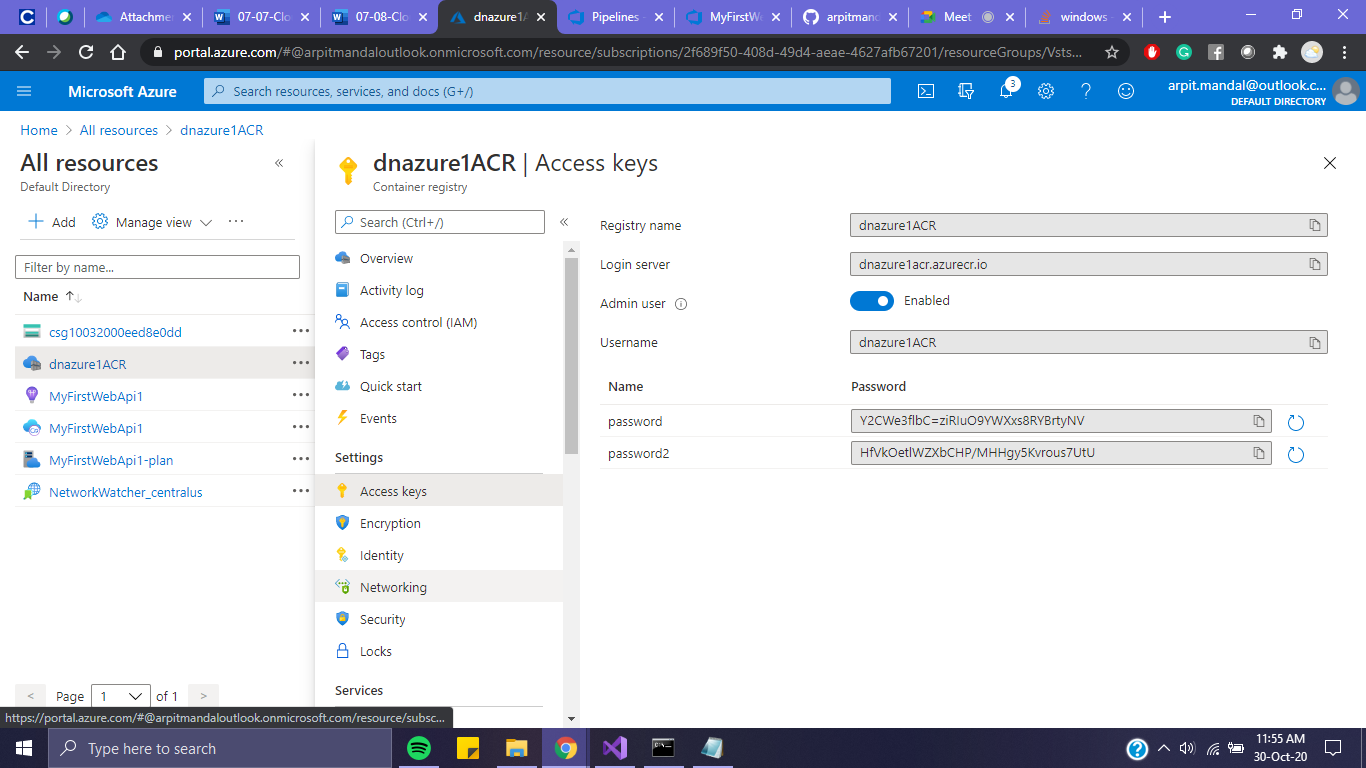 Attachmen
07-07-Clo
07-08-Clo
dnazure1A
Pipelines -
MyFirstWe
arpitmand
Meet
windows -
portal.azure.com/#@arpitmandaloutlook.onmicrosoft.com/resource/subscriptions/2f689f50-408d-49d4-aeae-4627afb67201/resourceGroups/Vsts...
Microsoft Azure
Search resources, services, and docs (G+/)
3
arpit.mandal@outlook.c...
DEFAULT DIRECTORY
Home > All resources > dnazure1ACR
All resources
Default Directory
Add
Manage view
Filter by name...
Name
csg10032000eed8e0dd
dnazure1ACR
MyFirstWebApi1
MyFirstWebApi1
MyFirstWebApi1-plan
NetworkWatcher_centralus
< Page 1 of 1 >
dnazure1ACR | Access keys
Container registry
Search (Ctrl+/)
Overview
Activity log
Access control (IAM)
Tags
Quick start
Events
Settings
Access keys
Encryption
Identity
Networking
Security
Locks
Services
Registry name dnazure1ACR
Login server dnazure1acr.azurecr.io
Admin user Enabled
Username dnazure1ACR
Name Password
password Y2CWe3flbC=ziRIuO9YWXxs8RYBrtyNV
password2 HfVkOetlWZXbCHP/MHHgy5Kvrous7UtU
https://portal.azure.com/#@arpitmandaloutlook.onmicrosoft.com/resource/subsc...
Type here to search
11:55 AM
30-Oct-20